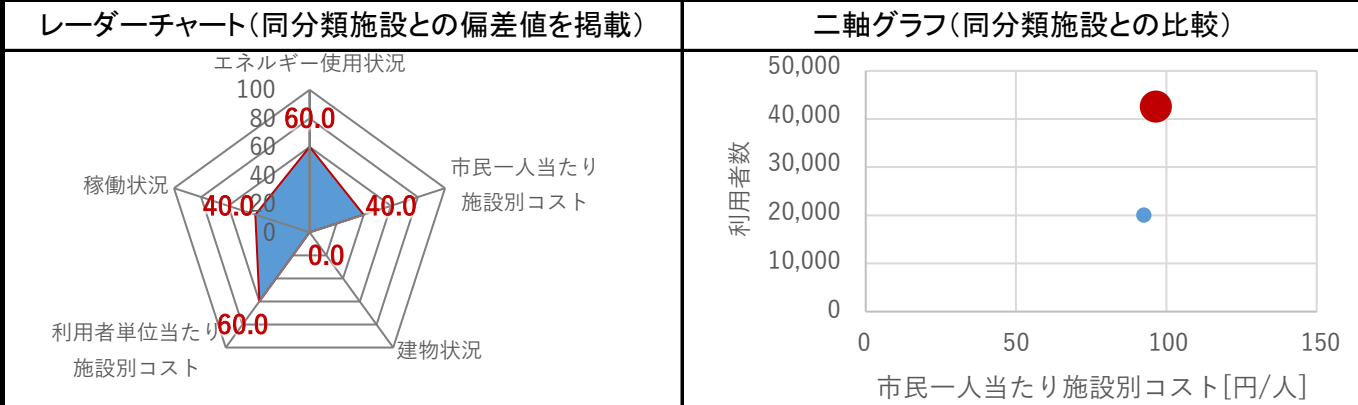 レーダーチャート(同分類施設との偏差値を掲載)
エネルギー使用状況
100
80
60
40
20
0
60.0
市民一人当たり
施設別コスト
40.0
建物状況
0.0
利用者単位当たり
施設別コスト
60.0
稼働状況
40.0
二軸グラフ(同分類施設との比較)
利用者数
50,000
40,000
30,000
20,000
10,000
0
0
50
100
150
市民一人当たり施設別コスト[円/人]